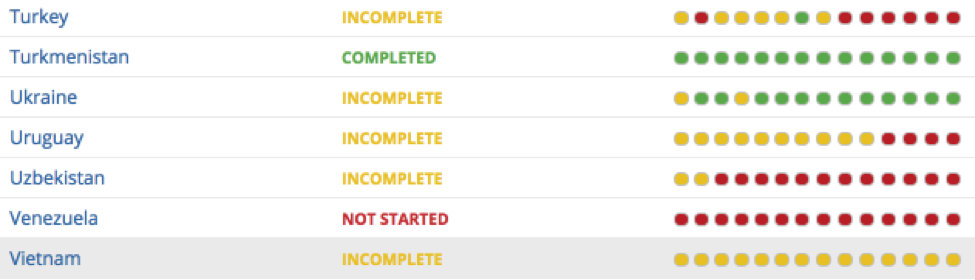 Turkey INCOMPLETE
Turkmenistan COMPLETED
Ukraine INCOMPLETE
Uruguay INCOMPLETE
Uzbekistan INCOMPLETE
Venezuela NOT STARTED
Vietnam INCOMPLETE